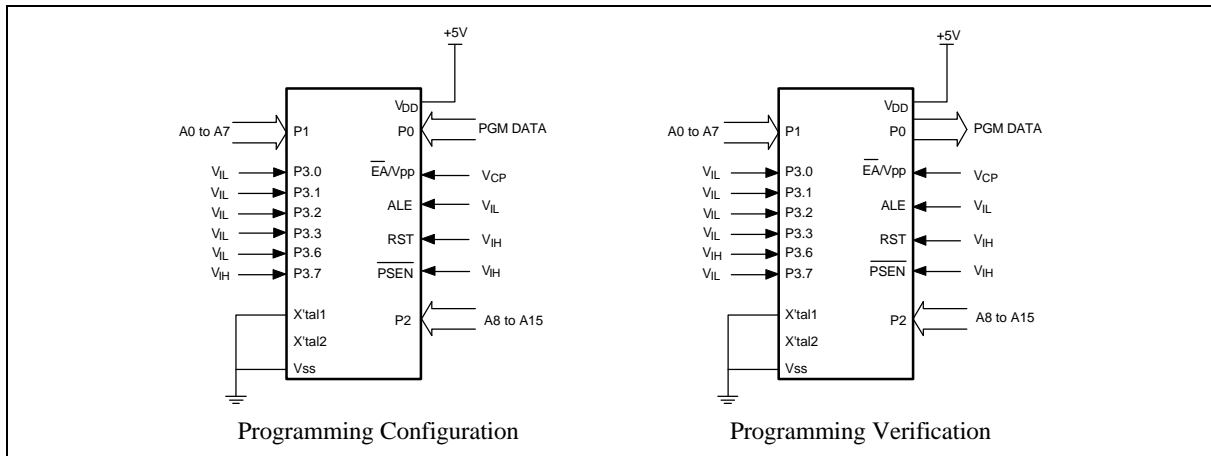 +5V
VDD
A0 to A7
P1
P0
PGM DATA
VIL
P3.0
EA/Vpp
VCP
VIL
P3.1
VIL
P3.2
ALE
VIL
VIL
P3.3
RST
VIH
VIL
P3.6
VIH
P3.7
PSEN
VIH
X'tal1
P2
A8 to A15
X'tal2
Vss
Programming Configuration
+5V
VDD
A0 to A7
P1
P0
PGM DATA
VIL
P3.0
EA/Vpp
VCP
VIL
P3.1
VIL
P3.2
ALE
VIL
VIL
P3.3
RST
VIH
VIH
P3.6
VIL
P3.7
PSEN
VIH
X'tal1
P2
A8 to A15
X'tal2
Vss
Programming Verification